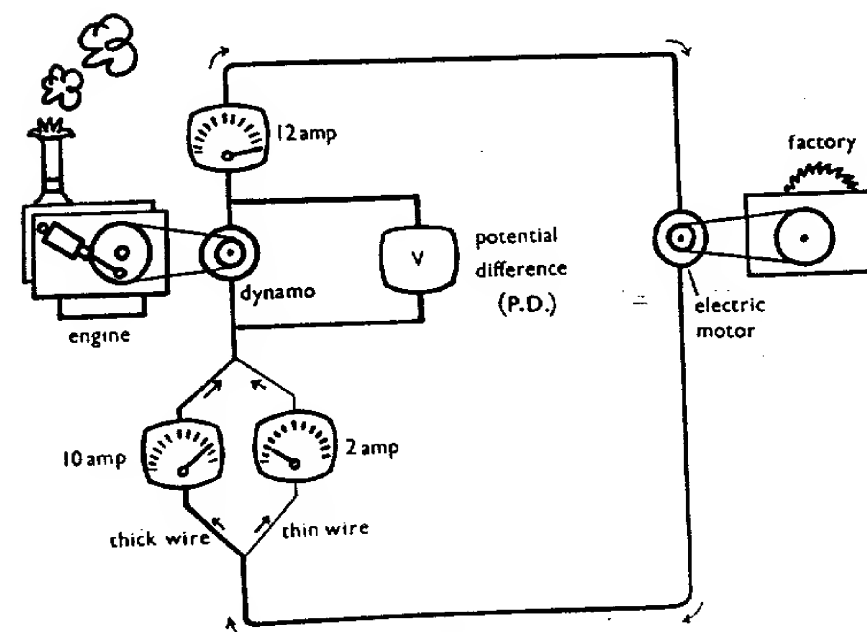 12 amp
factory
V
potential
difference
(P.D.)
dynamo
engine
electric
motor
10 amp
2 amp
thick wire
thin wire